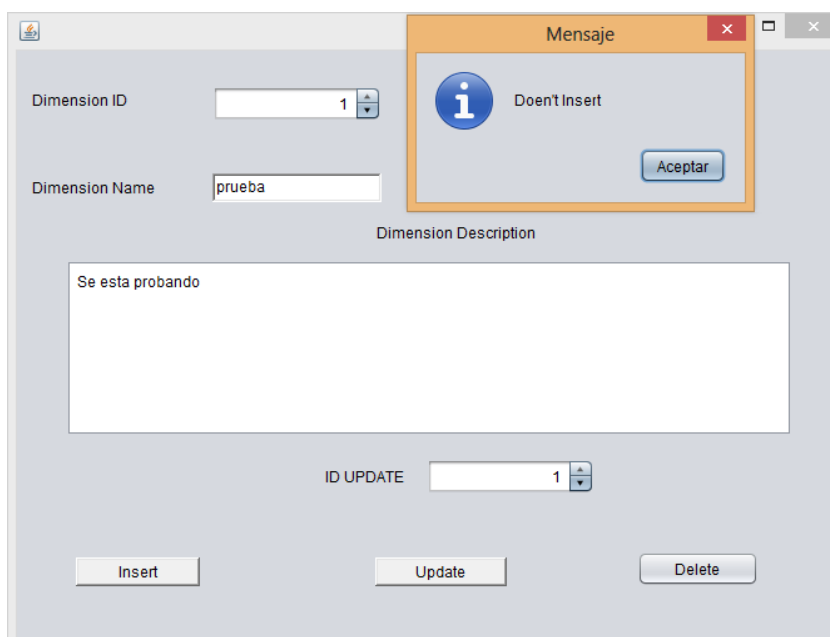 Mensaje
Doen't Insert
Aceptar
Dimension ID 1
Dimension Name prueba
Dimension Description
Se esta probando
ID UPDATE 1
Insert Update Delete